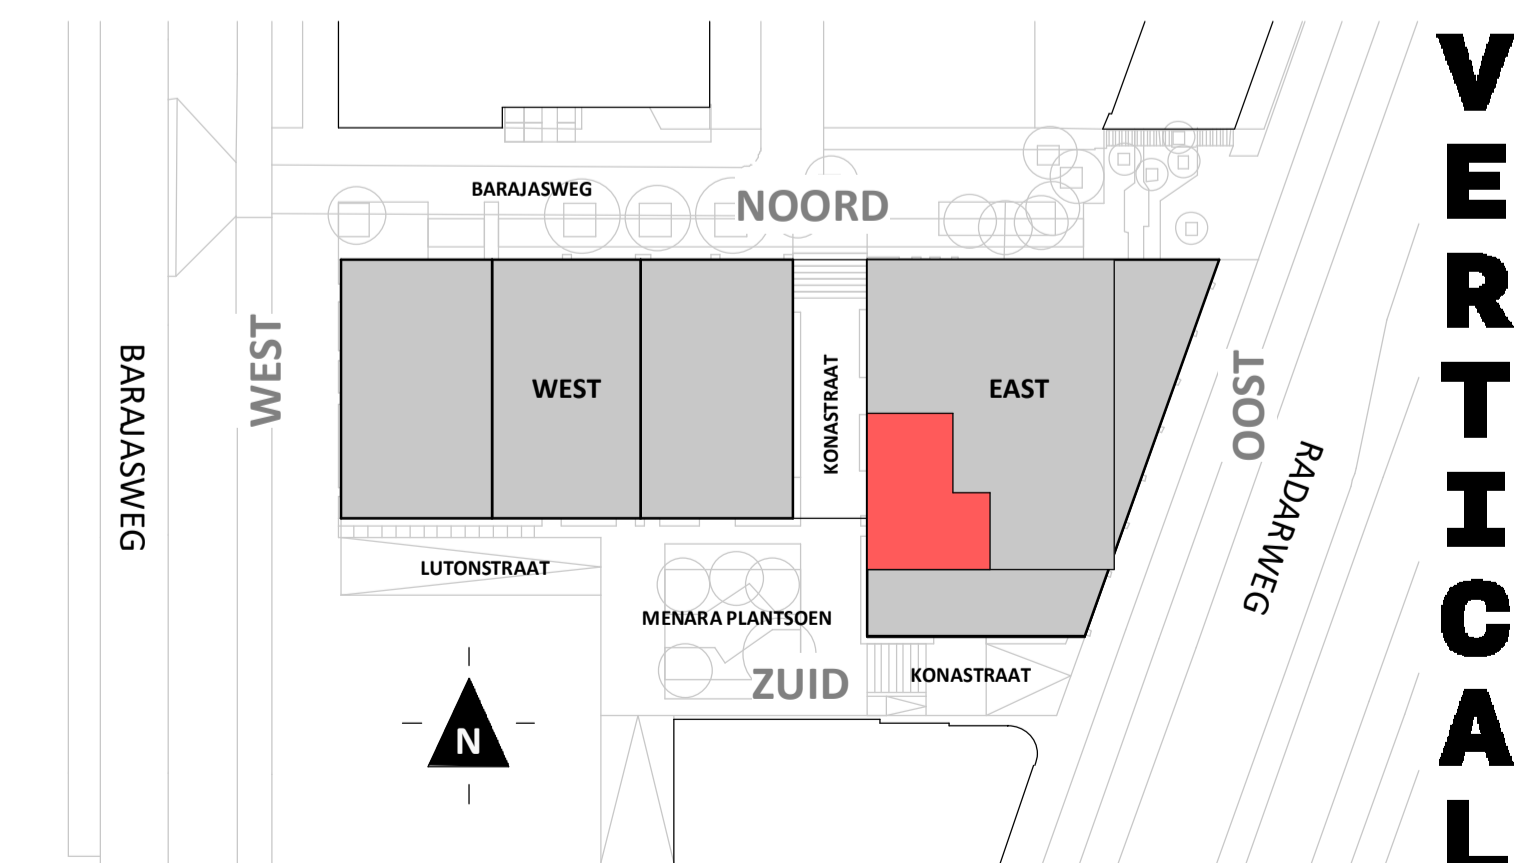 BARAJASWEG
NOORD
WEST
BARAJASWEG
WEST
KONASTRAAT
EAST
OOST
RADARWEG
LUTONSTRAAT
MENARA PLANTSOEN
ZUID
KONASTRAAT
N
VERTICAL